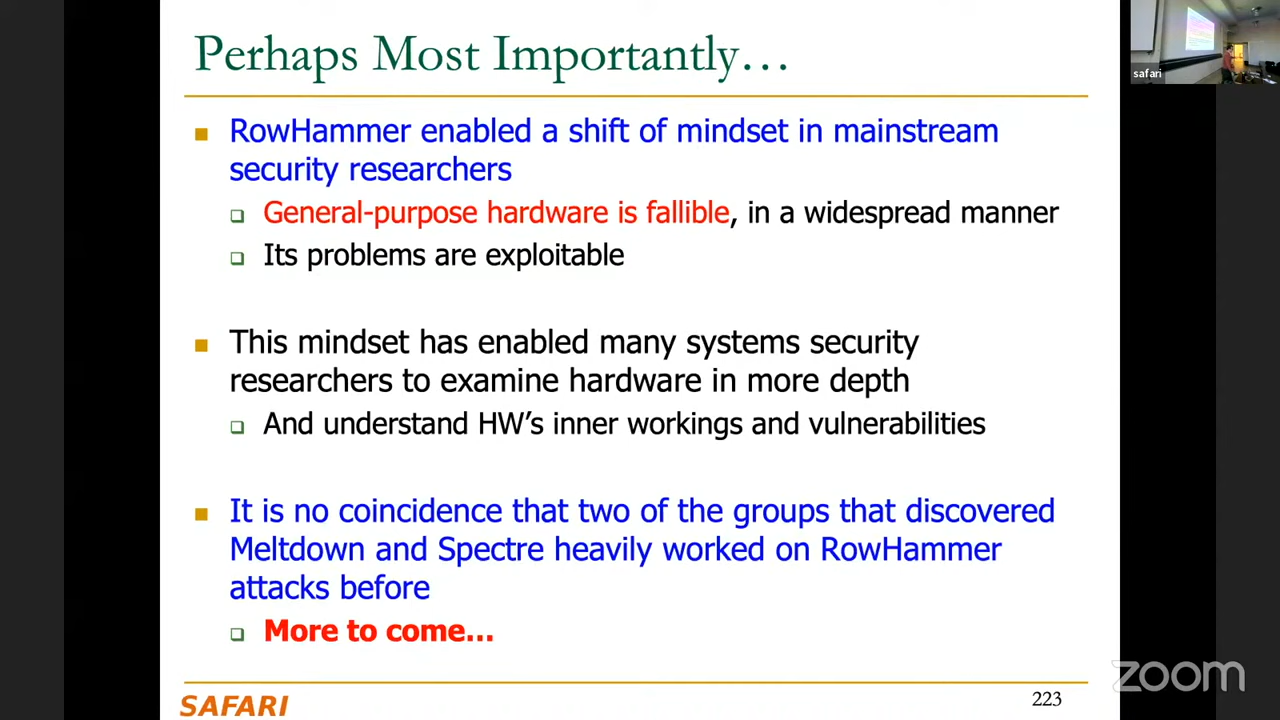 Perhaps Most Importantly…
RowHammer enabled a shift of mindset in mainstream
security researchers
General-purpose hardware is fallible, in a widespread manner
Its problems are exploitable
This mindset has enabled many systems security
researchers to examine hardware in more depth
And understand HW’s inner workings and vulnerabilities
It is no coincidence that two of the groups that discovered
Meltdown and Spectre heavily worked on RowHammer
attacks before
More to come…
SAFARI
223
safari
zoom